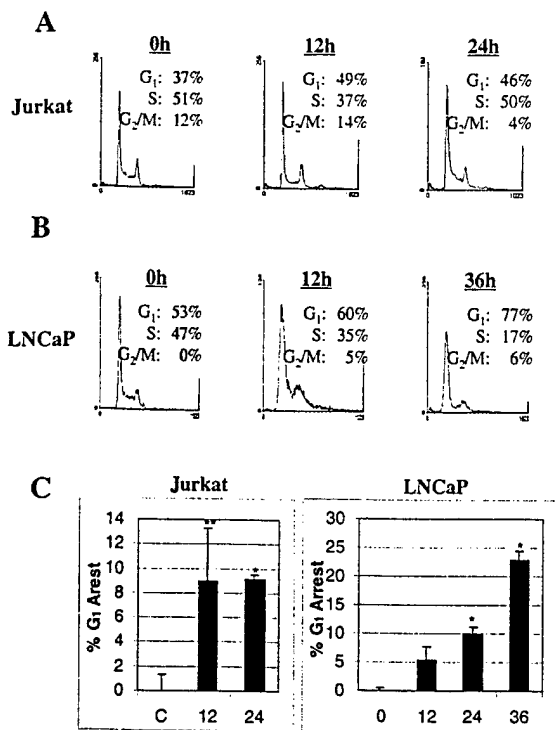 A
0h
12h
24h
Jurkat
G1: 37%
S: 51%
G2/M: 12%
G1: 49%
S: 37%
G2/M: 14%
G1: 46%
S: 50%
G2/M: 4%
B
0h
12h
36h
LNCaP
G1: 53%
S: 47%
G2/M: 0%
G1: 60%
S: 35%
G2/M: 5%
G1: 77%
S: 17%
G2/M: 6%
C
Jurkat
LNCaP
% G1 Arest
14
12
10
8
6
4
2
0
**
*
C 12 24
% G1 Arrest
30
25
20
15
10
5
0
*
*
0 12 24 36